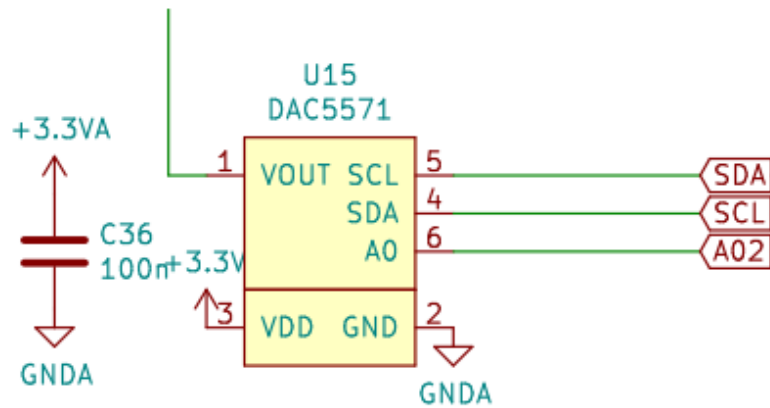 U15
DAC5571
+3.3VA
1 VOUT SCL 5 SDA
SDA 4 SCL
C36
A0 6 A02
100n
+3.3V
3 VDD GND 2
GNDA
GNDA